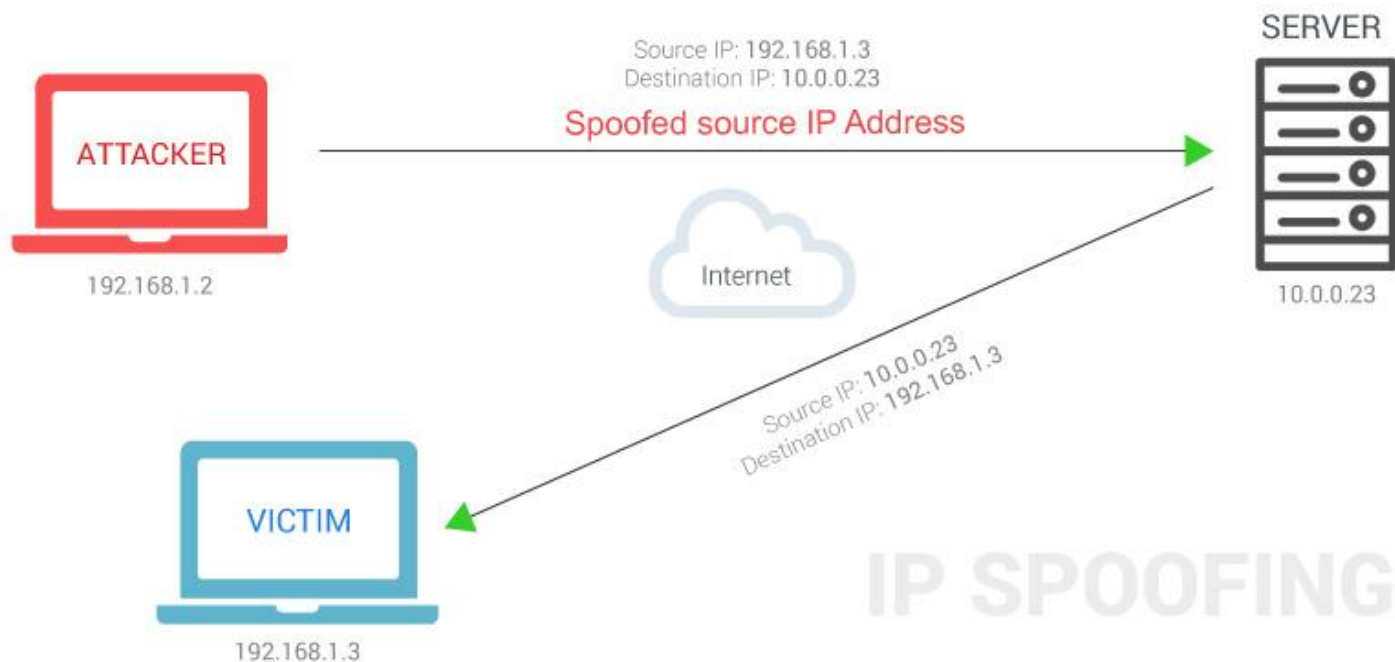 SERVER
Source IP: 192.168.1.3
Destination IP: 10.0.0.23
Spoofed source IP Address
ATTACKER
192.168.1.2
Internet
10.0.0.23
Source IP: 10.0.0.23
Destination IP: 192.168.1.3
VICTIM
192.168.1.3
IP SPOOFING